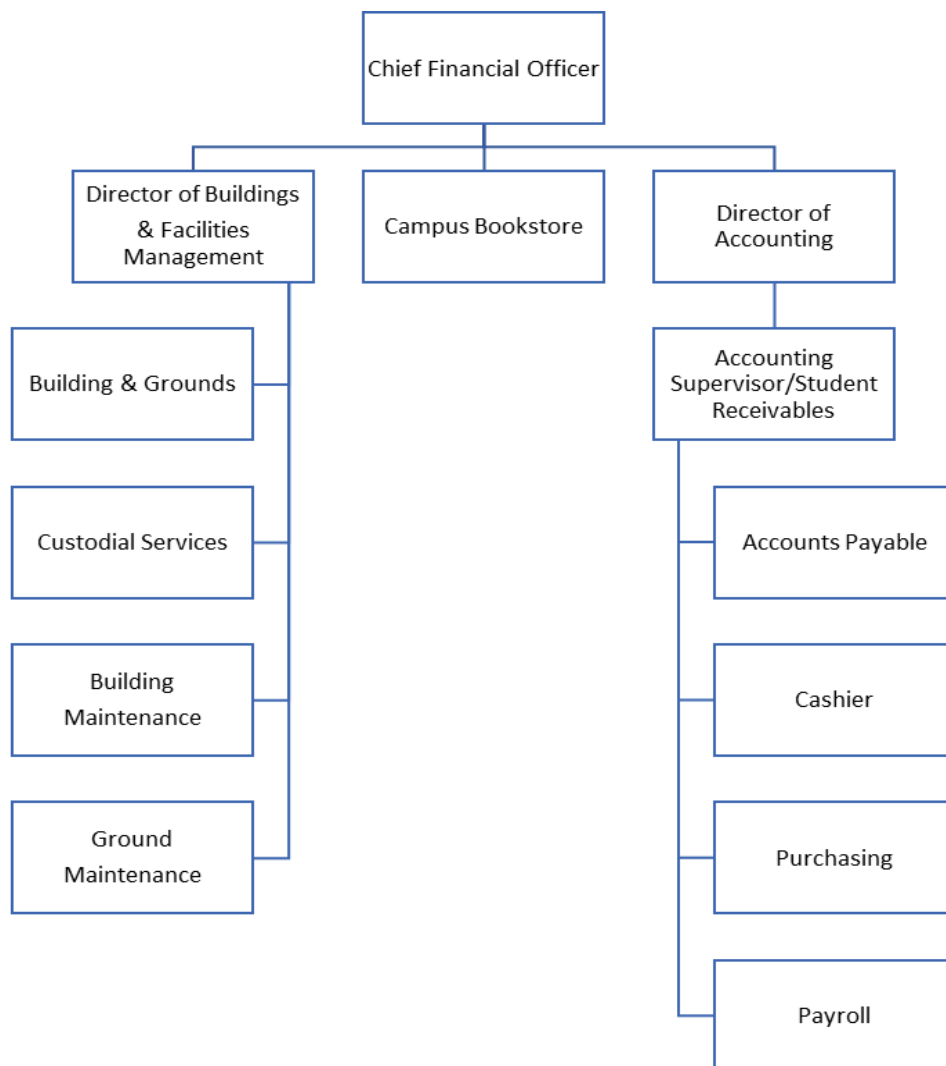 Chief Financial Officer
Director of Buildings
& Facilities
Management
Campus Bookstore
Director of
Accounting
Building & Grounds
Custodial Services
Building
Maintenance
Ground
Maintenance
Accounting
Supervisor/Student
Receivables
Accounts Payable
Cashier
Purchasing
Payroll